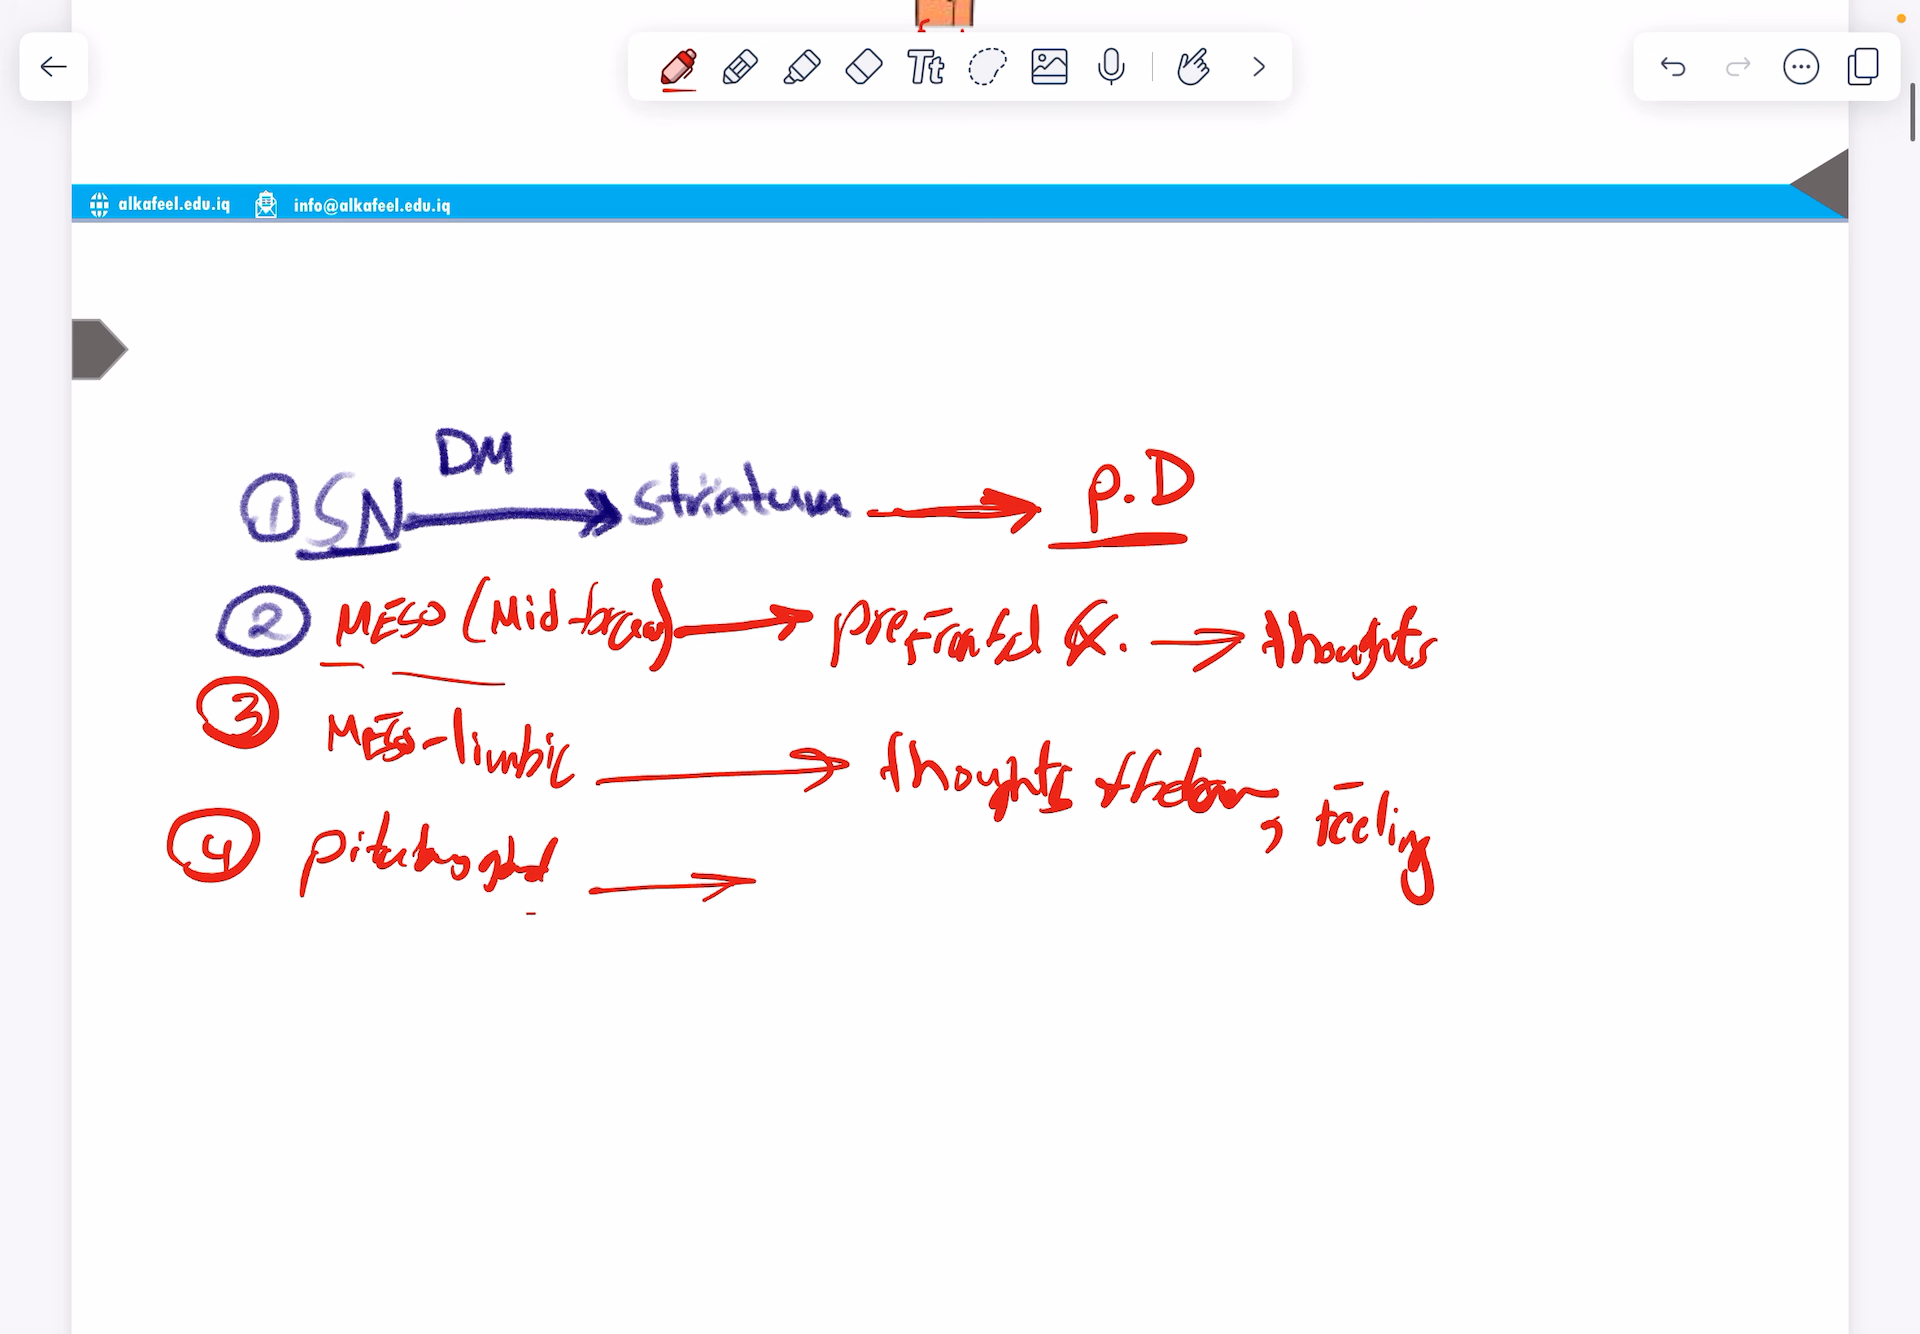 Tt
alkafeel.edu.iq info@alkafeel.edu.iq
DM
① SN → striatum → P.D
② MESO (Mid-brain) → prefrontal → thoughts
③ MESO-limbic → thoughts , feeling
④ pituitary gland →